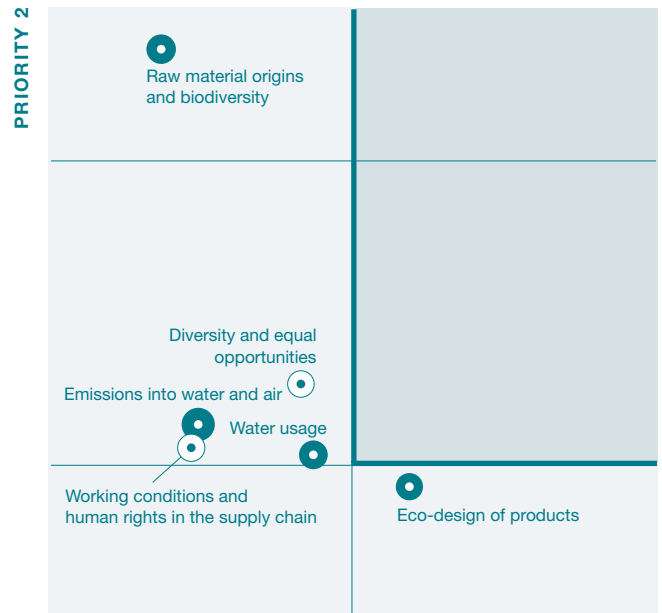 PRIORITY 2
Raw material origins
and biodiversity
Diversity and equal
opportunities
Emissions into water and air
Water usage
Working conditions and
human rights in the supply chain
Eco-design of products